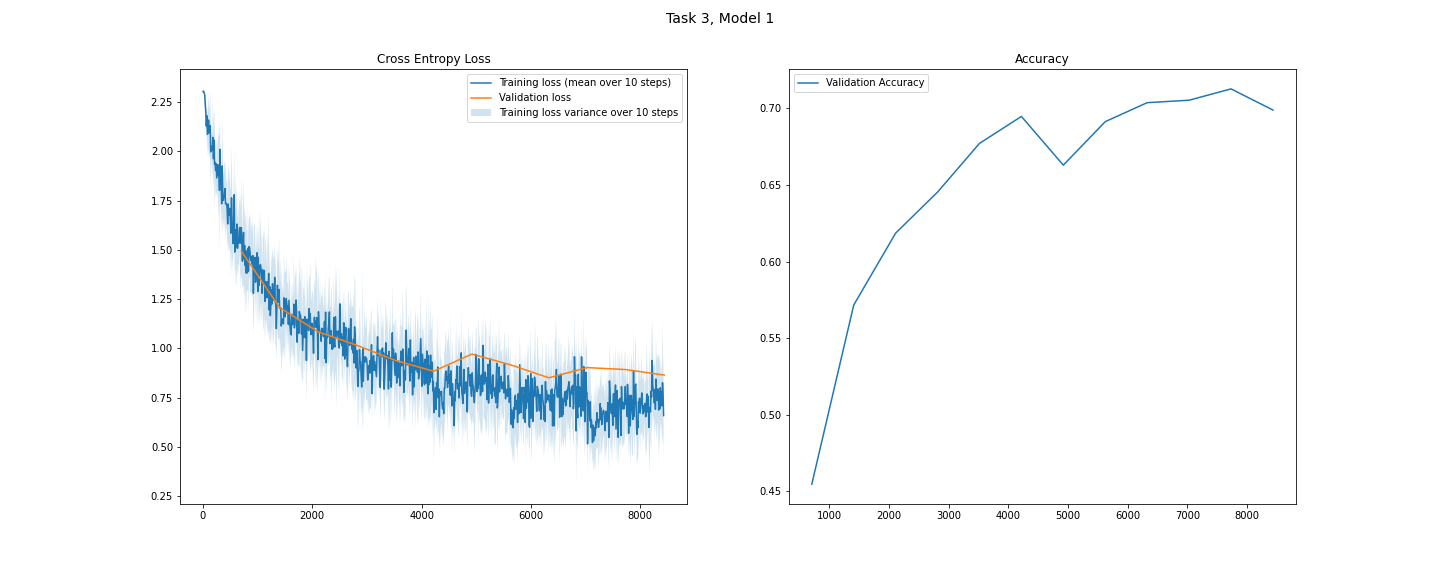 Task 3, Model 1
Cross Entropy Loss
Training loss (mean over 10 steps)
Validation loss
Training loss variance over 10 steps
2.25
2.00
1.75
1.50
1.25
1.00
0.75
0.50
0.25
0 2000 4000 6000 8000
Accuracy
Validation Accuracy
0.70
0.65
0.60
0.55
0.50
0.45
1000 2000 3000 4000 5000 6000 7000 8000